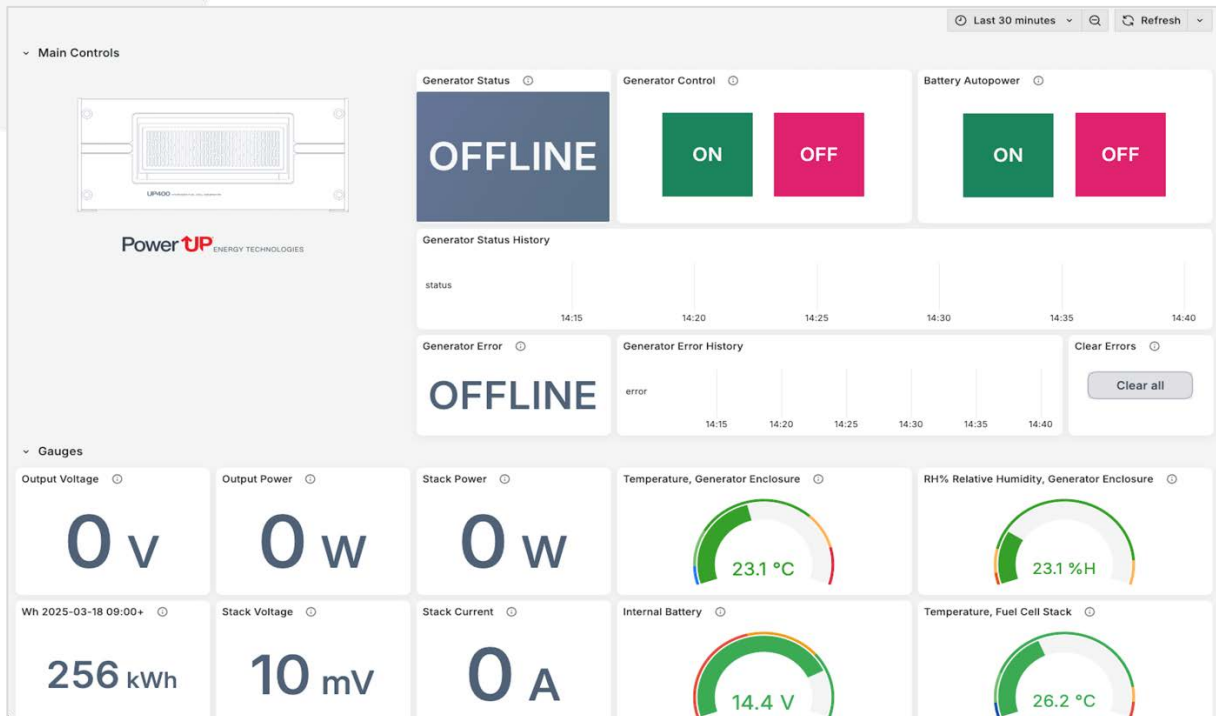 Last 30 minutes
Refresh
Main Controls
UP400
PowerUP ENERGY TECHNOLOGIES
Generator Status
OFFLINE
Generator Control
ON OFF
Battery Autopower
ON OFF
Generator Status History
status
14:15 14:20 14:25 14:30 14:35 14:40
Generator Error
OFFLINE
Generator Error History
error
14:15 14:20 14:25 14:30 14:35 14:40
Clear Errors
Clear all
Gauges
Output Voltage
0 V
Output Power
0 W
Stack Power
0 W
Temperature, Generator Enclosure
23.1 °C
RH% Relative Humidity, Generator Enclosure
23.1 %H
Wh 2025-03-18 09:00+
256 kWh
Stack Voltage
10 mV
Stack Current
0 A
Internal Battery
14.4 V
Temperature, Fuel Cell Stack
26.2 °C